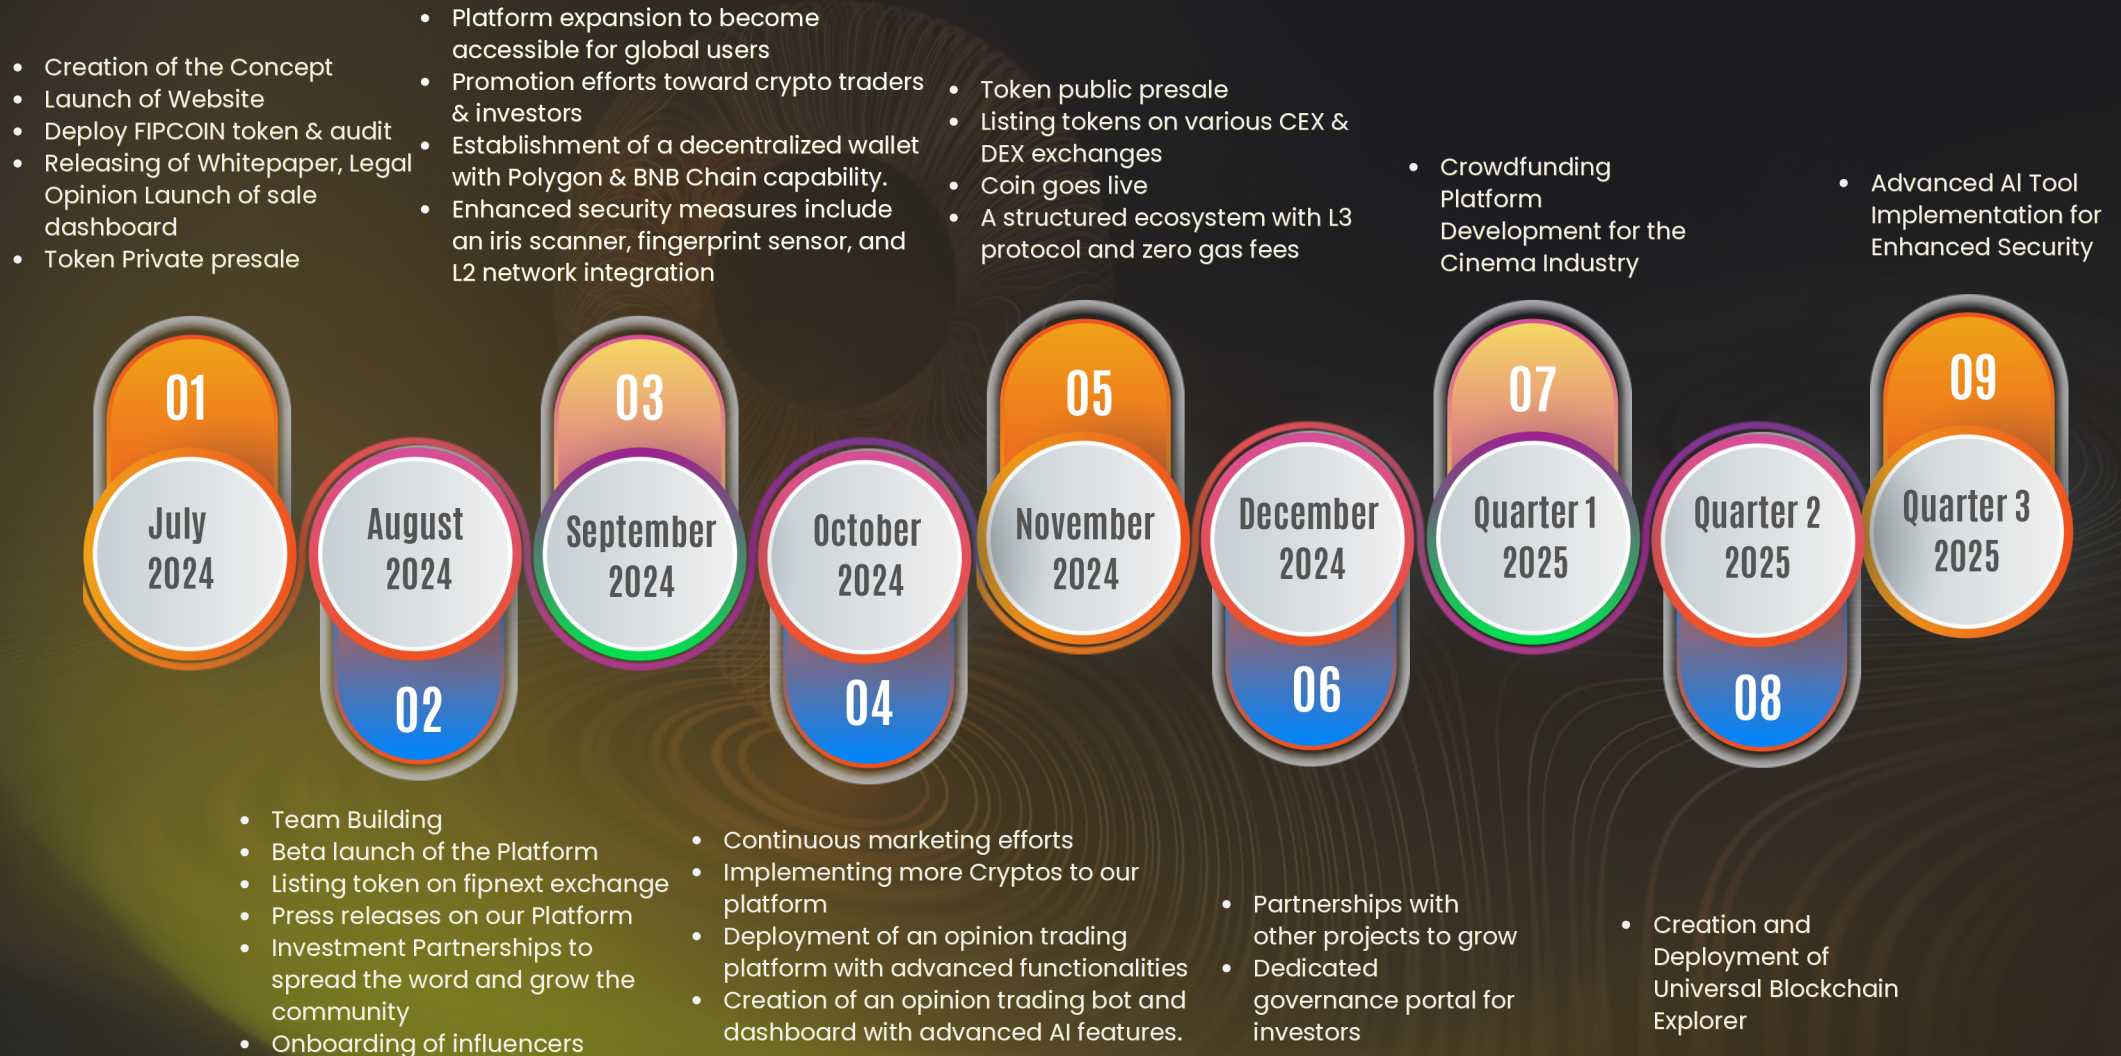 • Creation of the Concept
• Launch of Website
• Deploy FIPCOIN token & audit
• Releasing of Whitepaper, Legal
Opinion Launch of sale
dashboard
• Token Private presale
01
July
2024
August
2024
02
• Team Building
• Beta launch of the Platform
• Listing token on fipnext exchange
• Press releases on our Platform
• Investment Partnerships to
spread the word and grow the
community
• Onboarding of influencers
• Platform expansion to become
accessible for global users
• Promotion efforts toward crypto traders
& investors
• Establishment of a decentralized wallet
with Polygon & BNB Chain capability.
• Enhanced security measures include
an iris scanner, fingerprint sensor, and
L2 network integration
03
September
2024
October
2024
04
• Continuous marketing efforts
• Implementing more Cryptos to our
platform
• Deployment of an opinion trading
platform with advanced functionalities
• Creation of an opinion trading bot and
dashboard with advanced AI features.
• Token public presale
• Listing tokens on various CEX &
DEX exchanges
• Coin goes live
• A structured ecosystem with L3
protocol and zero gas fees
05
November
2024
December
2024
06
• Partnerships with
other projects to grow
• Dedicated
governance portal for
investors
• Crowdfunding
Platform
Development for the
Cinema Industry
07
Quarter 1
2025
Quarter 2
2025
08
• Creation and
Deployment of
Universal Blockchain
Explorer
• Advanced AI Tool
Implementation for
Enhanced Security
09
Quarter 3
2025